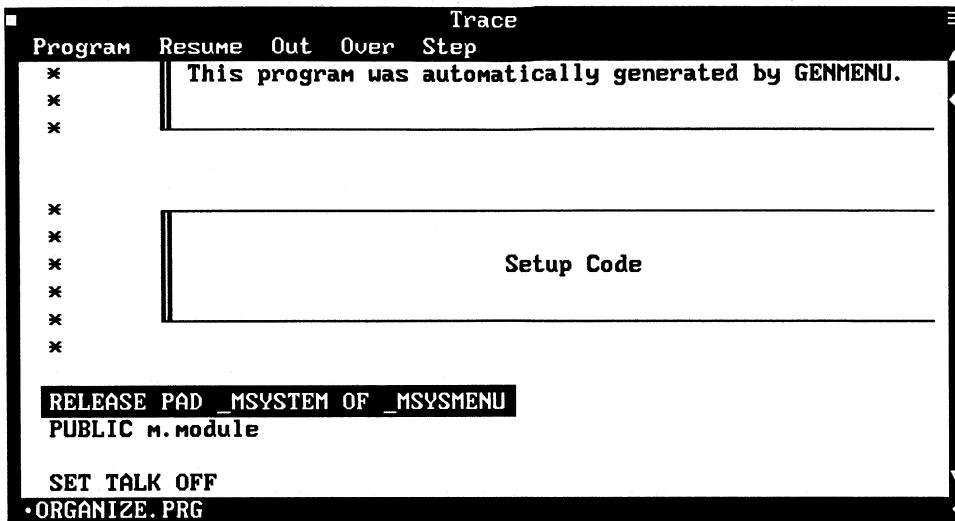 Trace
Program Resume Out Over Step
* This program was automatically generated by GENMENU.
*
*
*
*
* Setup Code
*
*
*
RELEASE PAD _MSYSTEM OF _MSYSMENU
PUBLIC m.module
SET TALK OFF
•ORGANIZE.PRG